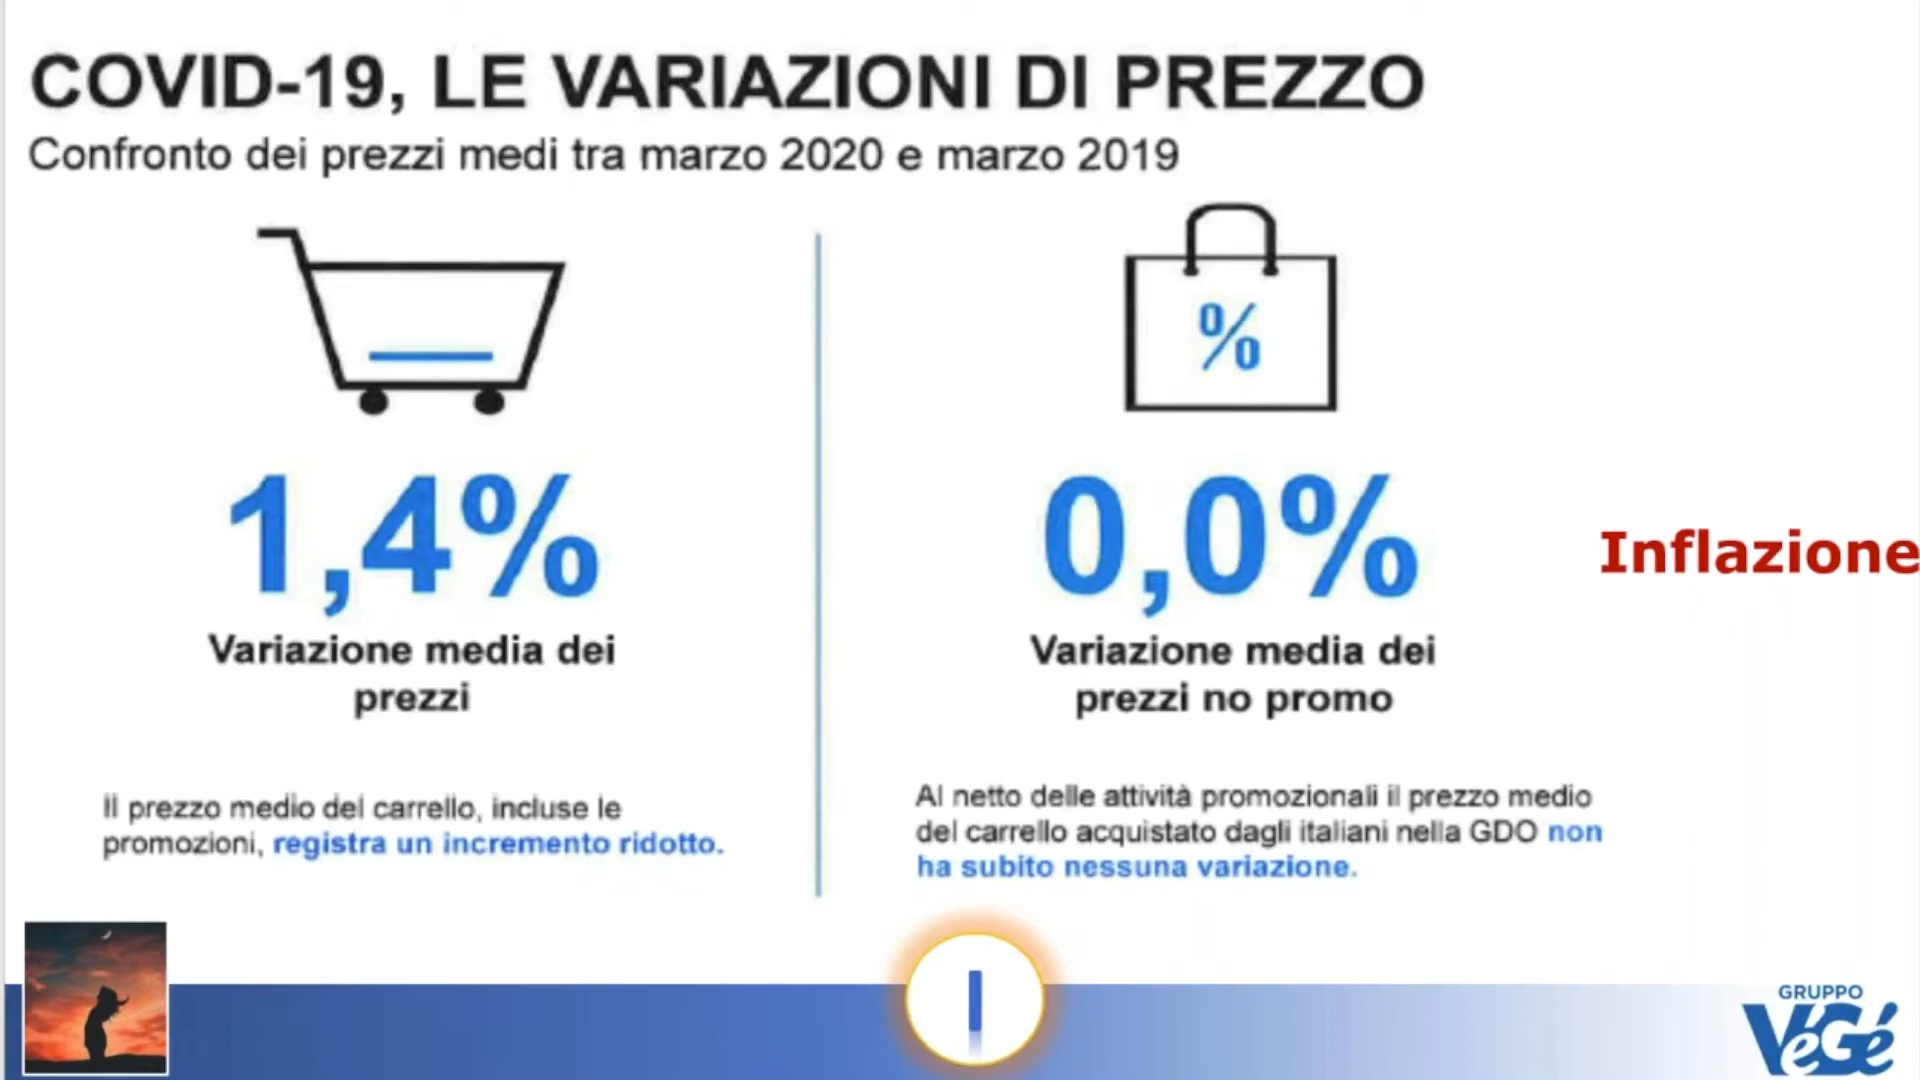 COVID-19, LE VARIAZIONI DI PREZZO
Confronto dei prezzi medi tra marzo 2020 e marzo 2019
%
1,4%
Variazione media dei
prezzi
Il prezzo medio del carrello, incluse le
promozioni, registra un incremento ridotto.
0,0%
Variazione media dei
prezzi no promo
Al netto delle attività promozionali il prezzo medio
del carrello acquistato dagli italiani nella GDO non
ha subito nessuna variazione.
Inflazione
I
GRUPPO
VéGé